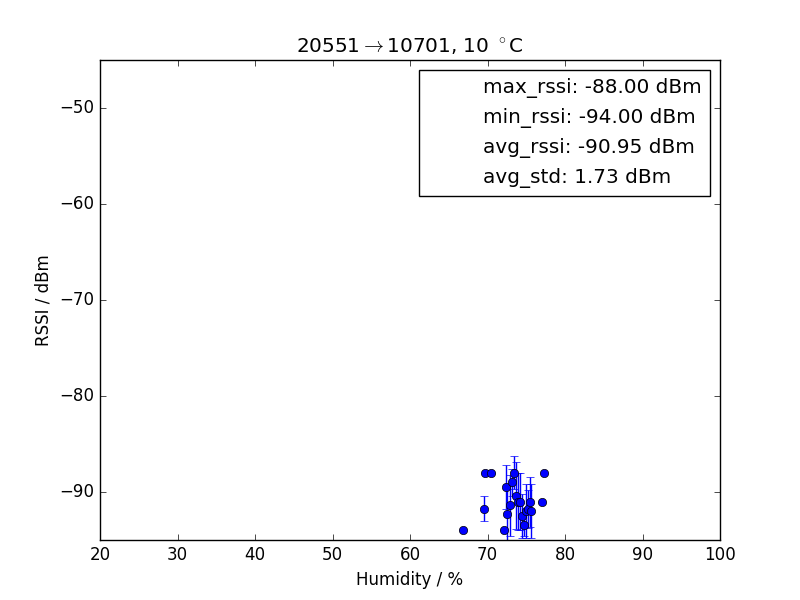 20551→10701, 10 °C
max_rssi: -88.00 dBm
min_rssi: -94.00 dBm
avg_rssi: -90.95 dBm
avg_std: 1.73 dBm
RSSI / dBm
−50
−60
−70
−80
−90
20 30 40 50 60 70 80 90 100
Humidity / %